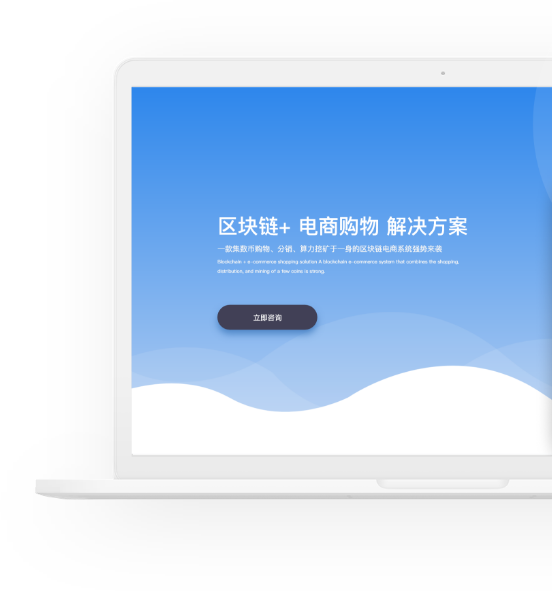 区块链+ 电商购物 解决方案
一款集数币购物、分销、算力挖矿于一身的区块链电商系统强势来袭
Blockchain + e-commerce shopping solution A blockchain e-commerce system that combines the shopping,
distribution, and mining of a few coins is strong.
立即咨询